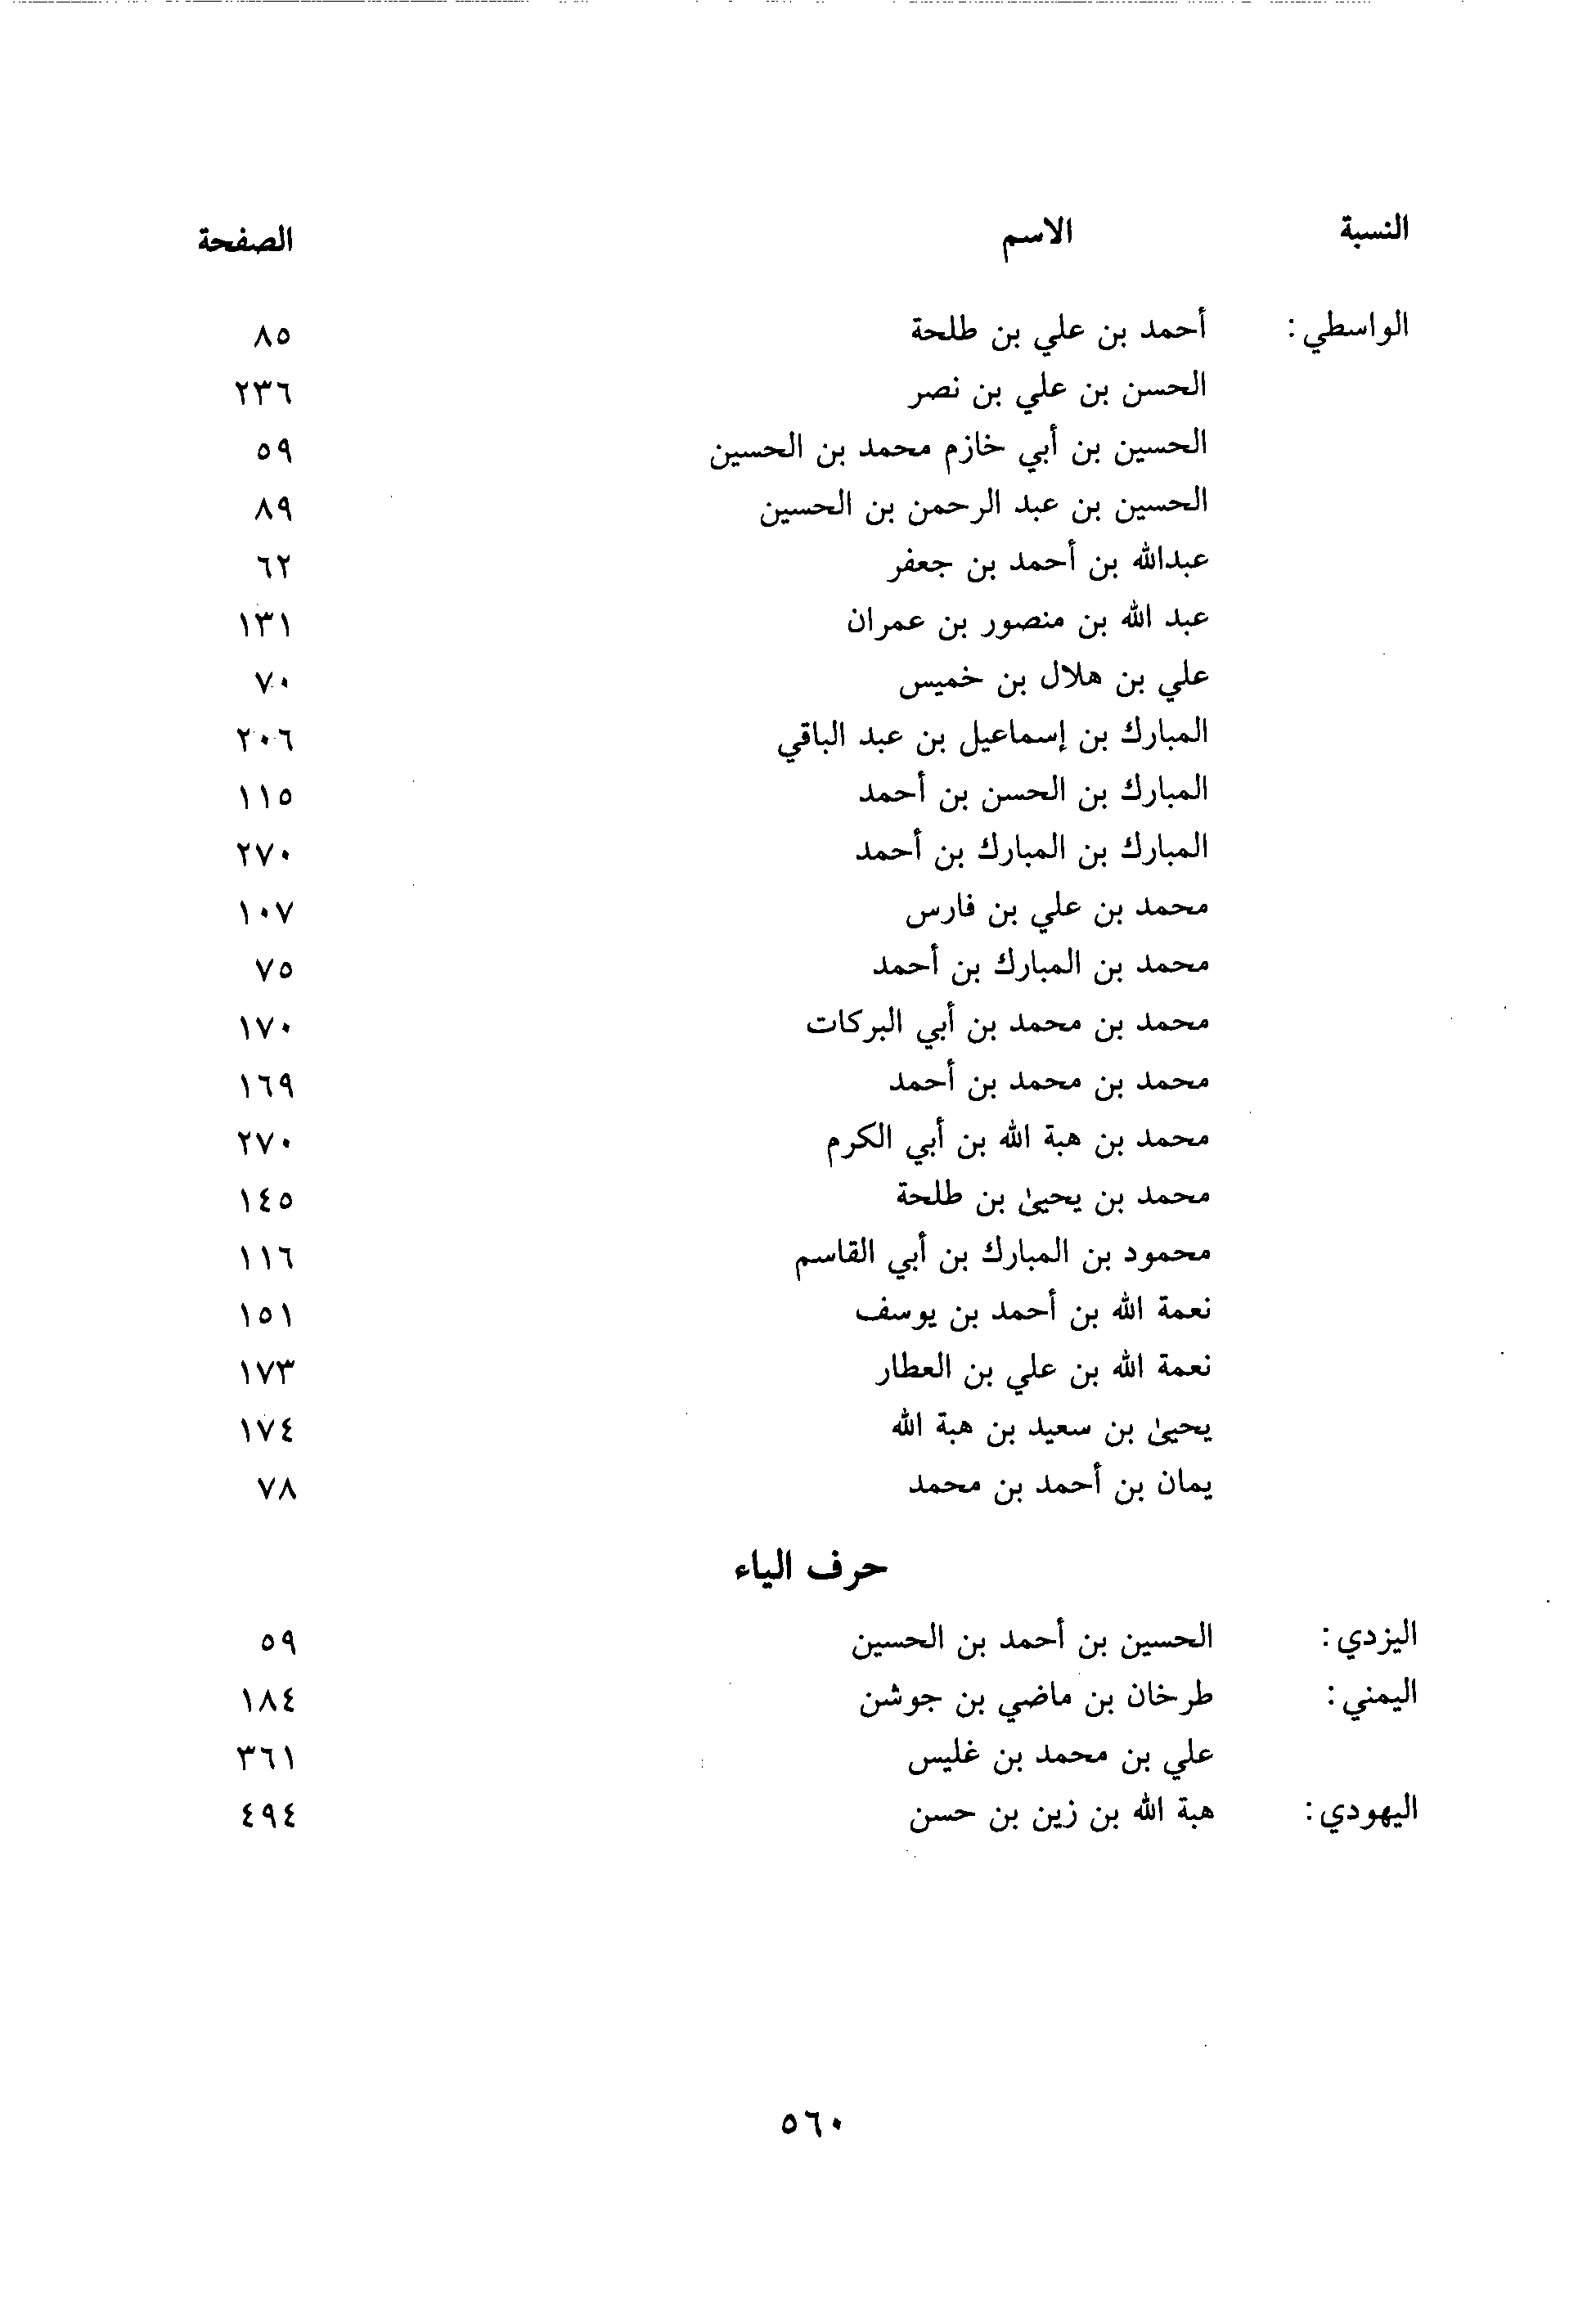 النسبة الاسم الصفحة
الواسطي: أحمد بن علي بن طلحة ٨٥
الحسن بن علي بن نصر ٢٣٦
الحسين بن أبي خازم محمد بن الحسين ٥٩
الحسين بن عبد الرحمن بن الحسين ٨٩
عبدالله بن أحمد بن جعفر ٦٢
عبد الله بن منصور بن عمران ١٣١
علي بن هلال بن خميس ٧٠
المبارك بن إسماعيل بن عبد الباقي ٢٠٦
المبارك بن الحسن بن أحمد ١١٥
المبارك بن المبارك بن أحمد ٢٧٠
محمد بن علي بن فارس ١٠٧
محمد بن المبارك بن أحمد ٧٥
محمد بن محمد بن أبي البركات ١٧٠
محمد بن محمد بن أحمد ١٦٩
محمد بن هبة الله بن أبي الكرم ٢٧٠
محمد بن يحيىٰ بن طلحة ١٤٥
محمود بن المبارك بن أبي القاسم ١١٦
نعمة الله بن أحمد بن يوسف ١٥١
نعمة الله بن علي بن العطار ١٧٣
يحيىٰ بن سعيد بن هبة الله ١٧٤
يمان بن أحمد بن محمد ٧٨
حرف الياء
اليزدي: الحسين بن أحمد بن الحسين ٥٩
اليمني: طرخان بن ماضي بن جوشن ١٨٤
علي بن محمد بن غليس ٣٦١
اليهودي: هبة الله بن زين بن حسن ٤٩٤
٥٦٠